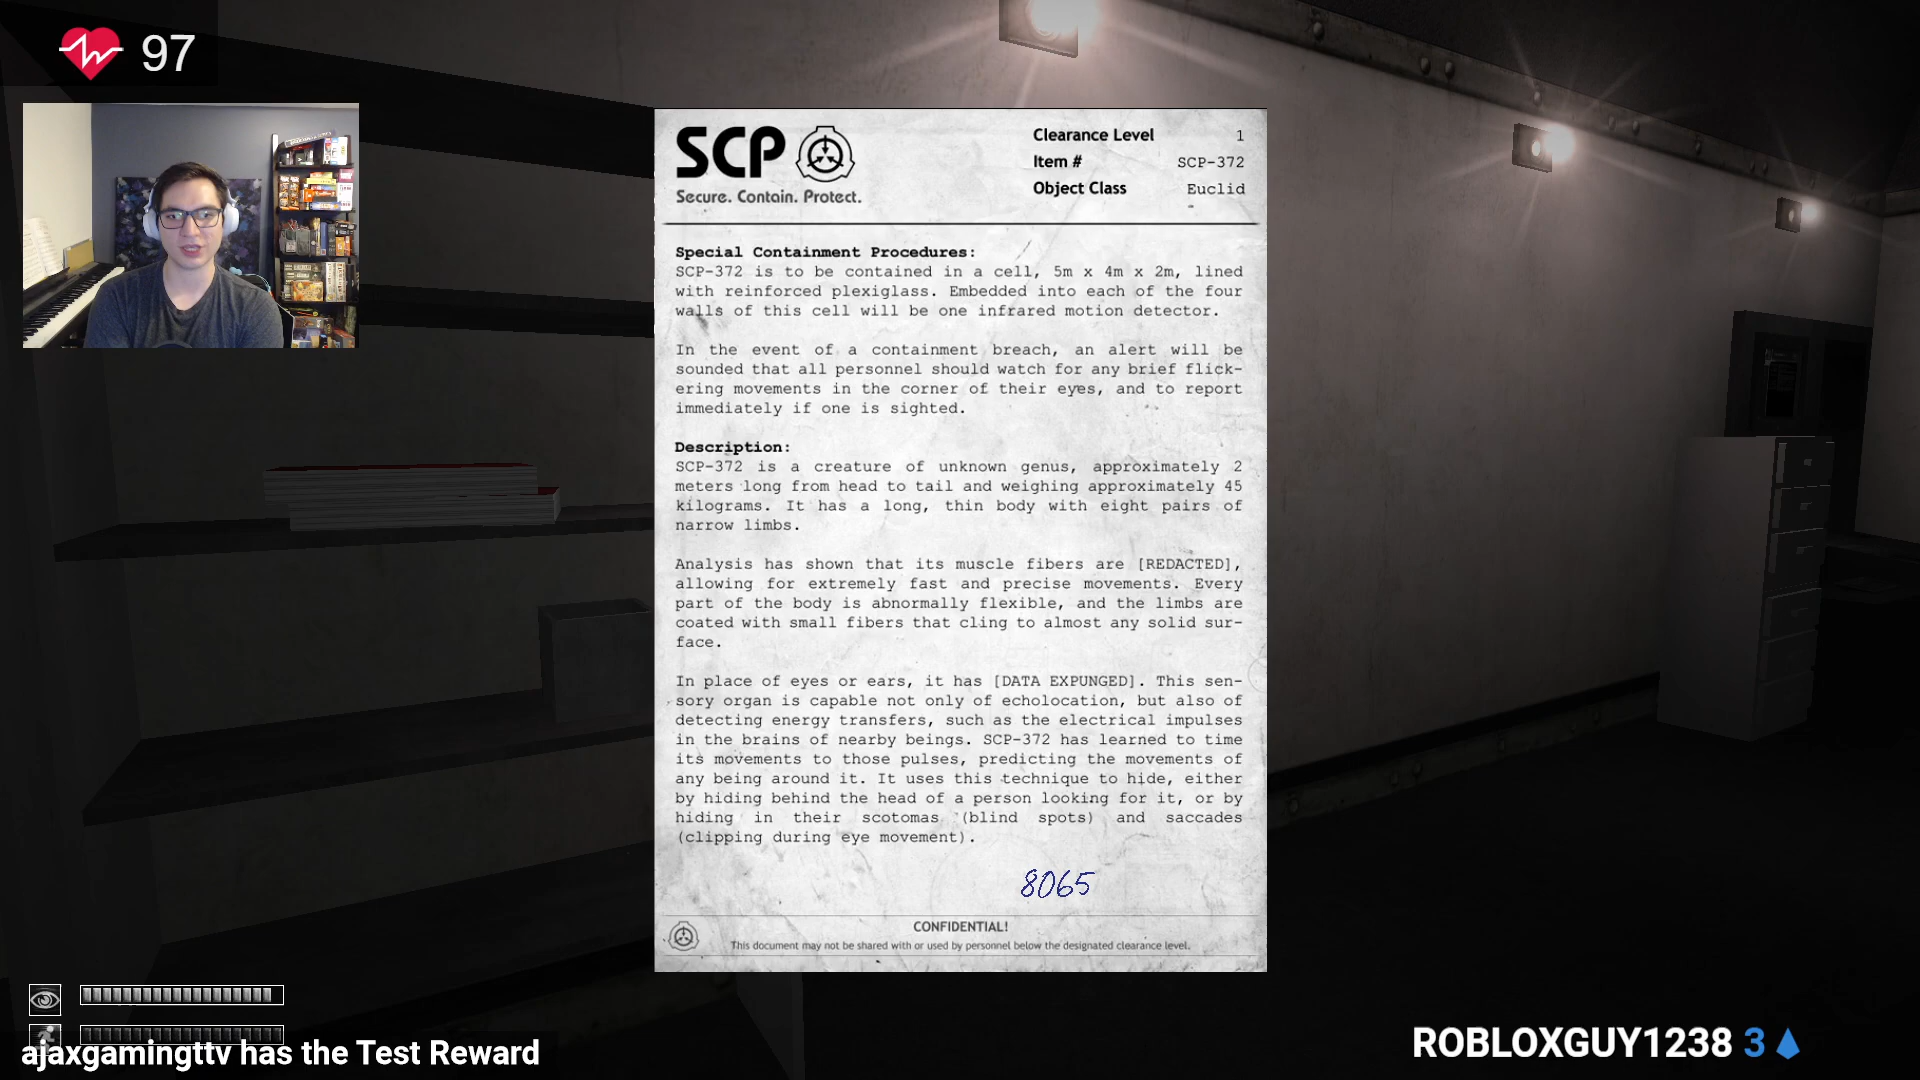 97
SCP
Secure. Contain. Protect.
Clearance Level 1
Item # SCP-372
Object Class Euclid
Special Containment Procedures:
SCP-372 is to be contained in a cell, 5m x 4m x 2m, lined
with reinforced plexiglass. Embedded into each of the four
walls of this cell will be one infrared motion detector.
In the event of a containment breach, an alert will be
sounded that all personnel should watch for any brief flick-
ering movements in the corner of their eyes, and to report
immediately if one is sighted.
Description:
SCP-372 is a creature of unknown genus, approximately 2
meters long from head to tail and weighing approximately 45
kilograms. It has a long, thin body with eight pairs of
narrow limbs.
Analysis has shown that its muscle fibers are [REDACTED],
allowing for extremely fast and precise movements. Every
part of the body is abnormally flexible, and the limbs are
coated with small fibers that cling to almost any solid sur-
face.
In place of eyes or ears, it has [DATA EXPUNGED]. This sen-
sory organ is capable not only of echolocation, but also of
detecting energy transfers, such as the electrical impulses
in the brains of nearby beings. SCP-372 has learned to time
its movements to those pulses, predicting the movements of
any being around it. It uses this technique to hide, either
by hiding behind the head of a person looking for it, or by
hiding in their scotomas (blind spots) and saccades
(clipping during eye movement).
8065
CONFIDENTIAL!
This document may not be shared with or used by personnel below the designated clearance level.
ajaxgamingttv has the Test Reward
ROBLOXGUY1238 3